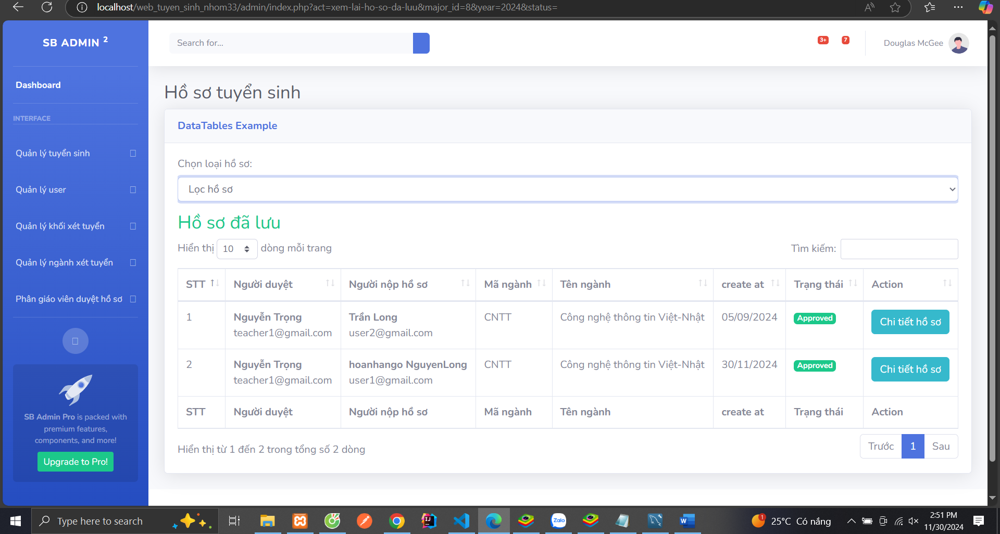 localhost/web_tuyen_sinh_nhom33/admin/index.php?act=xem-lai-ho-so-da-luu&major_id=8&year=2024&status=
SB ADMIN 2
Search for...
3+
7
Douglas McGee
Dashboard
INTERFACE
Quản lý tuyển sinh
Quản lý user
Quản lý khối xét tuyển
Quản lý ngành xét tuyển
Phân giáo viên duyệt hồ sơ
SB Admin Pro is packed with
premium features,
components, and more!
Upgrade to Pro!
Hồ sơ tuyển sinh
DataTables Example
Chọn loại hồ sơ:
Lọc hồ sơ
Hồ sơ đã lưu
Hiển thị 10 dòng mỗi trang
Tìm kiếm:
STT Người duyệt Người nộp hồ sơ Mã ngành Tên ngành create at Trạng thái Action
1 Nguyễn Trọng Trần Long CNTT Công nghệ thông tin Việt-Nhật 05/09/2024 Approved Chi tiết hồ sơ
teacher1@gmail.com user2@gmail.com
2 Nguyễn Trọng hoanhango NguyenLong CNTT Công nghệ thông tin Việt-Nhật 30/11/2024 Approved Chi tiết hồ sơ
teacher1@gmail.com user1@gmail.com
STT Người duyệt Người nộp hồ sơ Mã ngành Tên ngành create at Trạng thái Action
Hiển thị từ 1 đến 2 trong tổng số 2 dòng
Trước 1 Sau
Type here to search
Zalo
1
25°C Có nắng
2:51 PM
11/30/2024